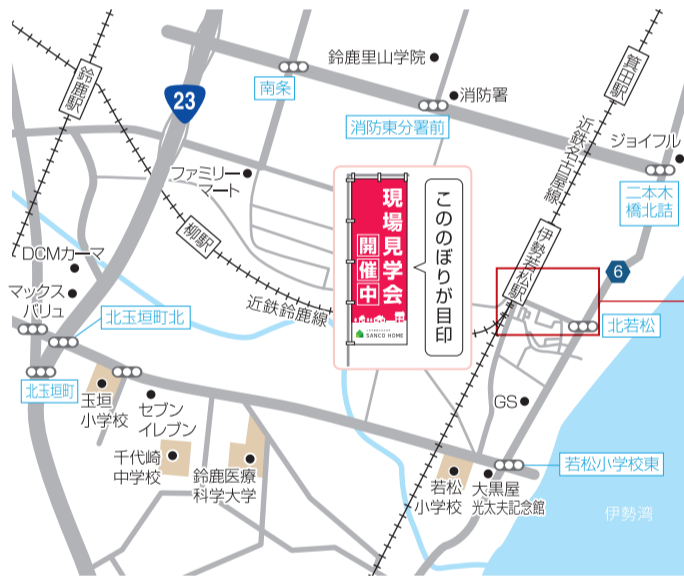 鈴鹿里山学院
箕田駅
鈴鹿駅
23
南条
消防署
消防東分署前
近鉄名古屋線
ジョイフル
ファミリー
マート
二本木
橋北詰
現場見学会
開催中
SANCO HOME
こののぼりが目印
柳駅
伊勢若松駅
6
DCMカーマ
マックス
バリュ
近鉄鈴鹿線
北玉垣町北
北若松
北玉垣町
玉垣
小学校
セブン
イレブン
GS
千代崎
中学校
鈴鹿医療
科学大学
若松
小学校
大黒屋
光太夫記念館
若松小学校東
伊勢湾